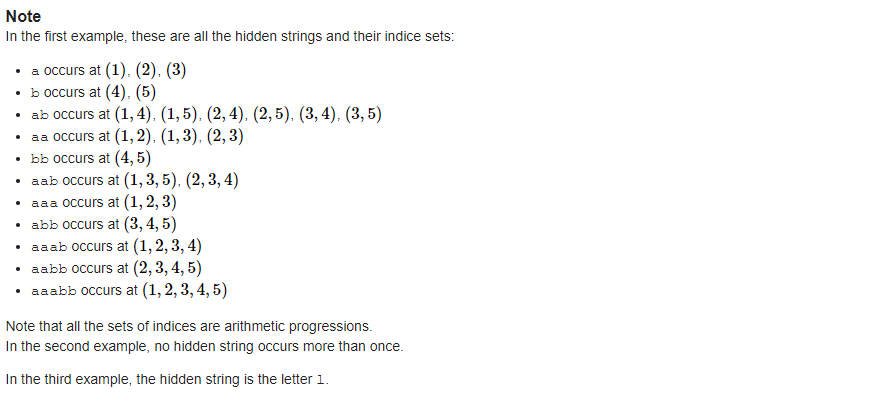 Note
In the first example, these are all the hidden strings and their indice sets:
• a occurs at (1), (2), (3)
• b occurs at (4), (5)
• ab occurs at (1, 4), (1, 5), (2, 4), (2, 5), (3, 4), (3, 5)
• aa occurs at (1, 2), (1, 3), (2, 3)
• bb occurs at (4, 5)
• aab occurs at (1, 3, 5), (2, 3, 4)
• aaa occurs at (1, 2, 3)
• abb occurs at (3, 4, 5)
• aaab occurs at (1, 2, 3, 4)
• aabb occurs at (2, 3, 4, 5)
• aaabb occurs at (1, 2, 3, 4, 5)
Note that all the sets of indices are arithmetic progressions.
In the second example, no hidden string occurs more than once.
In the third example, the hidden string is the letter l.